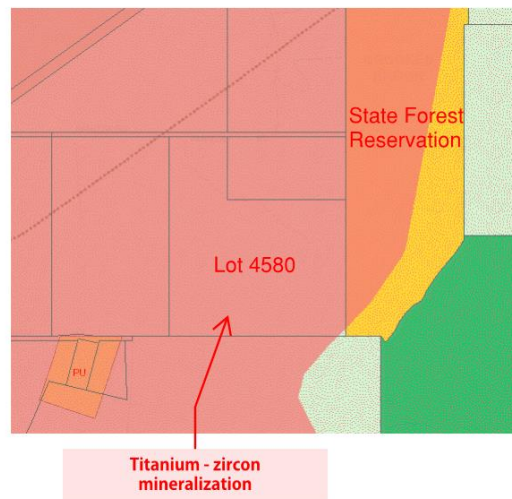 State Forest
Reservation
Lot 4580
PU
Titanium - zircon
mineralization